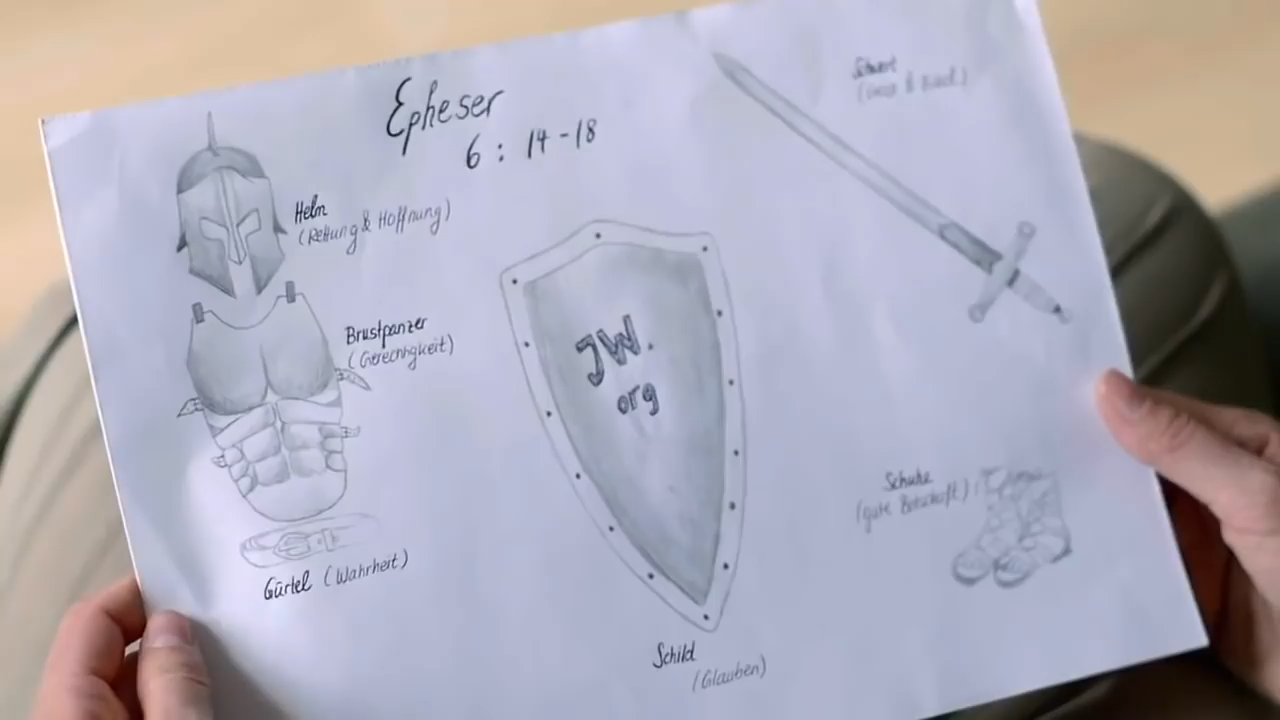 Epheser
6 : 14-18
Helm
(Rettung & Hoffnung)
Brustpanzer
(Gerechtigkeit)
Gürtel (Wahrheit)
JW.
org
Schild
(Glauben)
Schwert
Schuhe
(gute Botschaft)